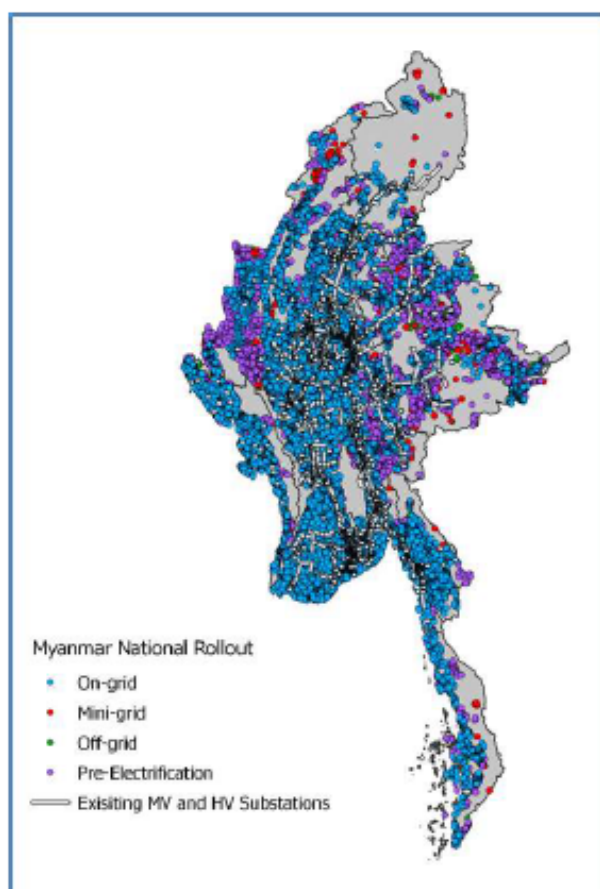 Myanmar National Rollout
On-grid
Mini-grid
Off-grid
Pre-Electrification
Exisiting MV and HV Substations